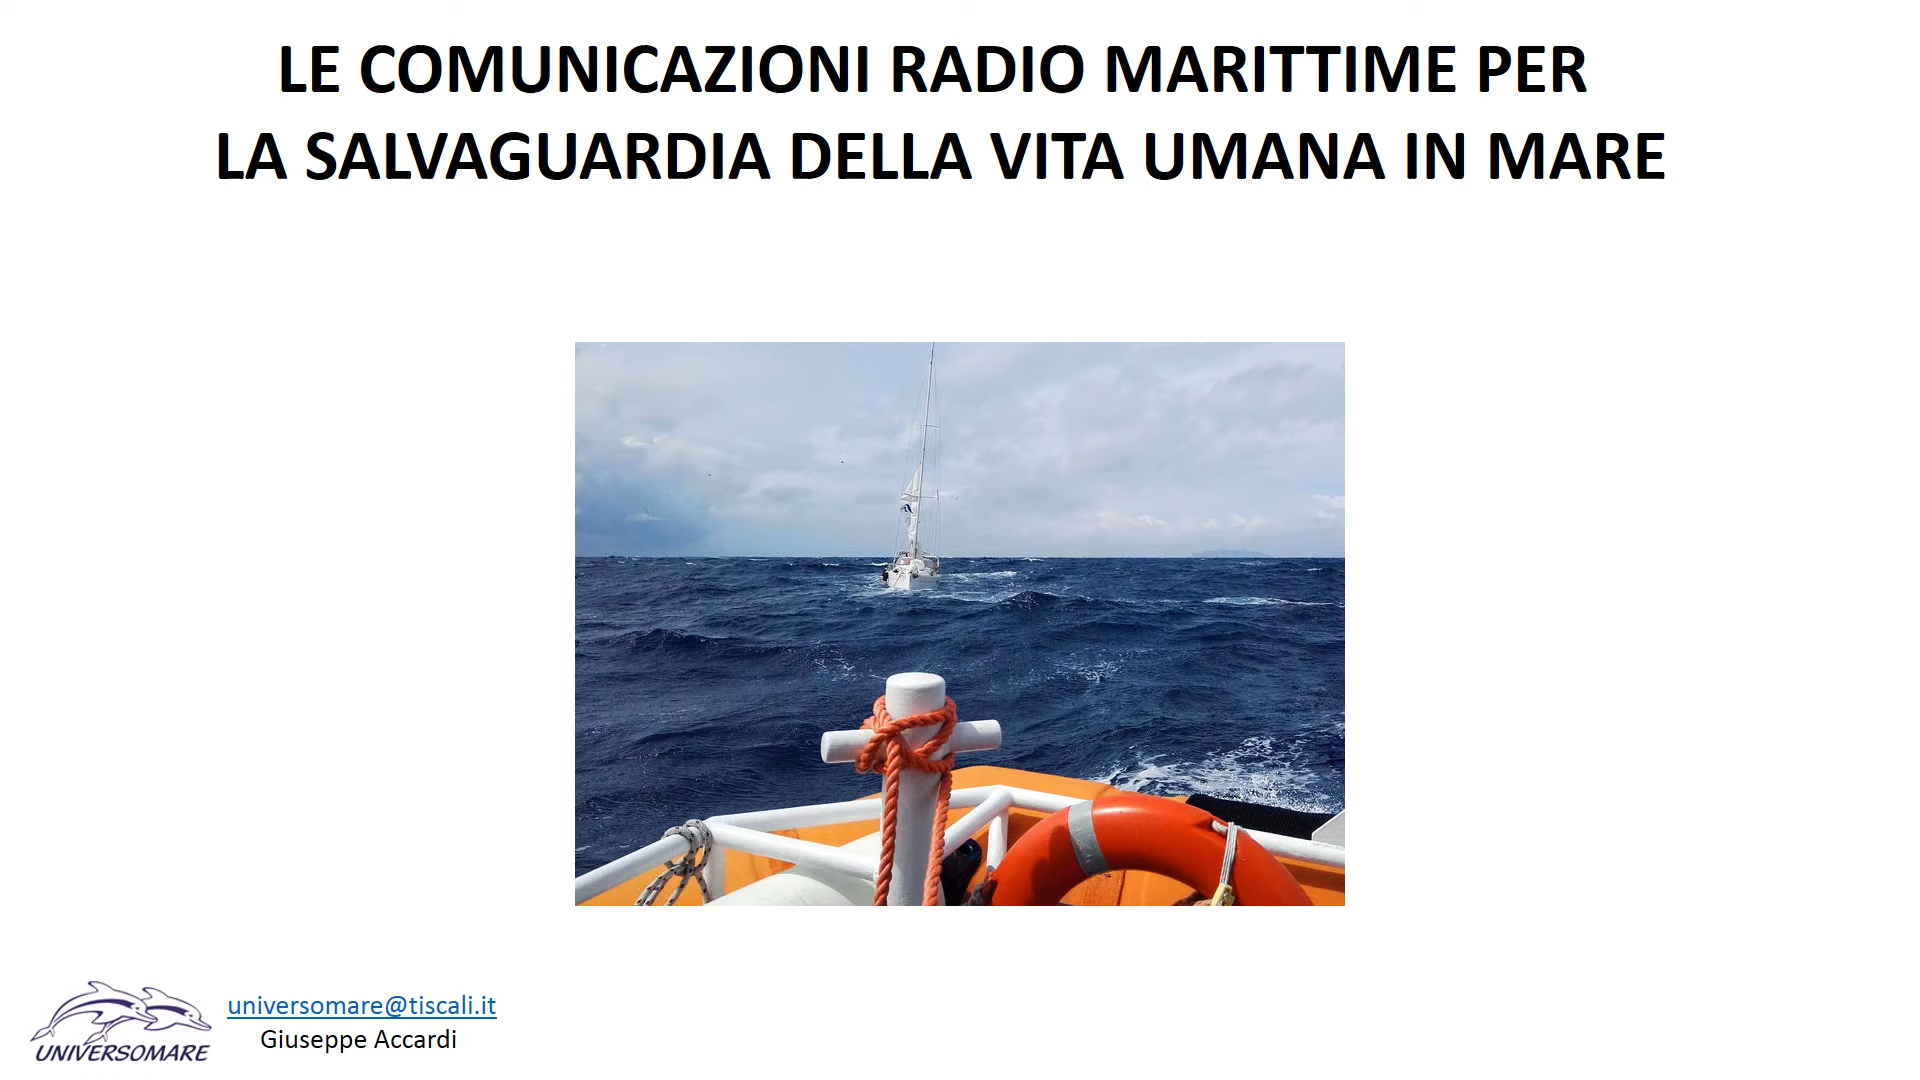 LE COMUNICAZIONI RADIO MARITTIME PER
LA SALVAGUARDIA DELLA VITA UMANA IN MARE
universomare@tiscali.it
Giuseppe Accardi
UNIVERSOMARE